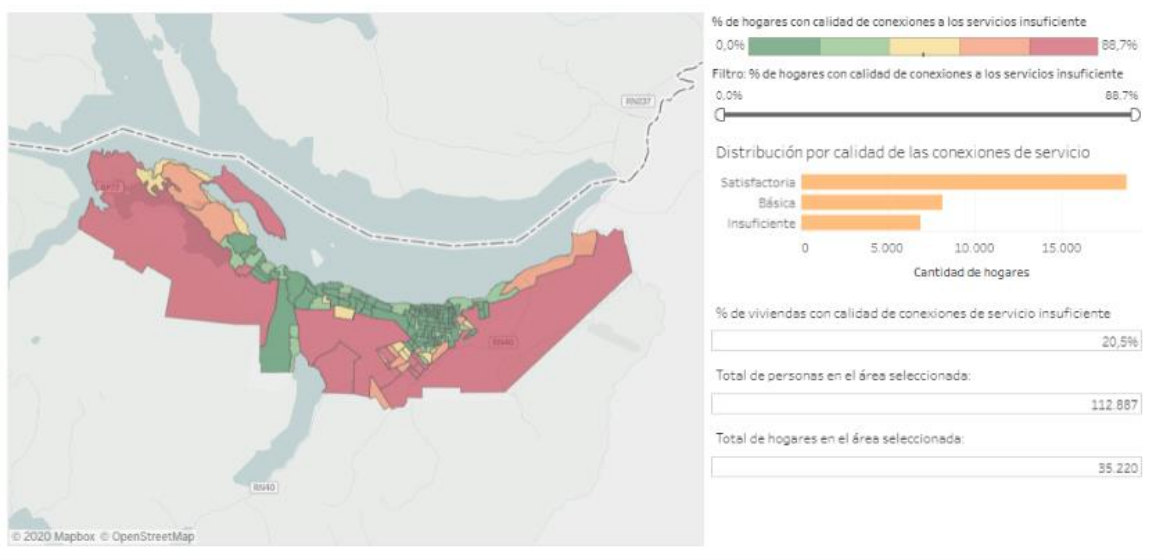 % de hogares con calidad de conexiones a los servicios insuficiente
0,0% 88,7%
Filtro: % de hogares con calidad de conexiones a los servicios insuficiente
0,0% 88,7%
Distribución por calidad de las conexiones de servicio
Satisfactoria
Básica
Insuficiente
0 5.000 10.000 15.000
Cantidad de hogares
% de viviendas con calidad de conexiones de servicio insuficiente
20,5%
Total de personas en el área seleccionada:
112.887
Total de hogares en el área seleccionada:
35.220
RN237
RN40
RN40
© 2020 Mapbox © OpenStreetMap